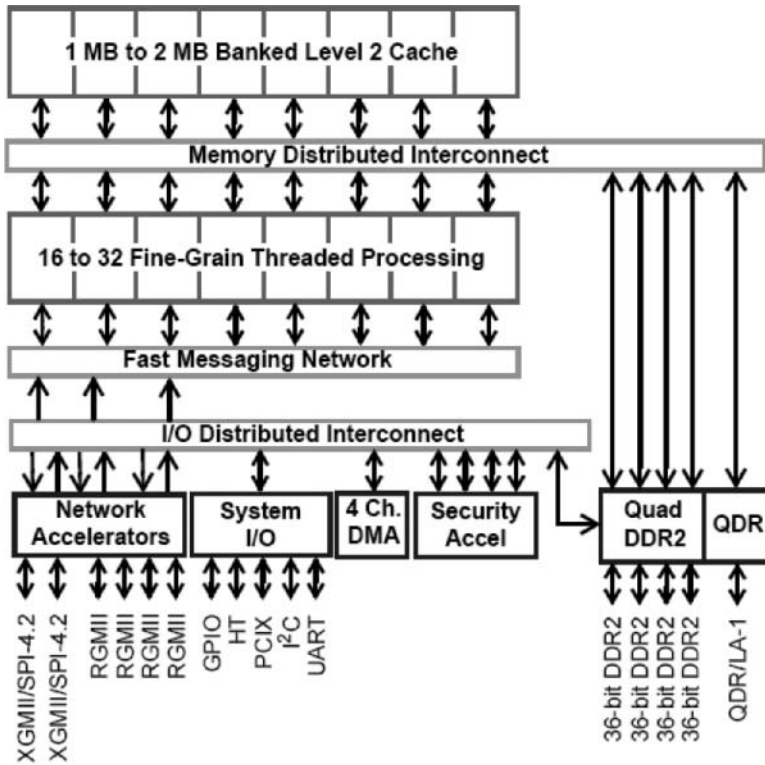 1 MB to 2 MB Banked Level 2 Cache
Memory Distributed Interconnect
16 to 32 Fine-Grain Threaded Processing
Fast Messaging Network
I/O Distributed Interconnect
Network
Accelerators
System
I/O
4 Ch.
DMA
Security
Accel
Quad
DDR2
QDR
XGMII/SPI-4.2
XGMII/SPI-4.2
RGMII
RGMII
RGMII
RGMII
GPIO
HT
PCIX
I²C
UART
36-bit DDR2
36-bit DDR2
36-bit DDR2
36-bit DDR2
QDR/LA-1